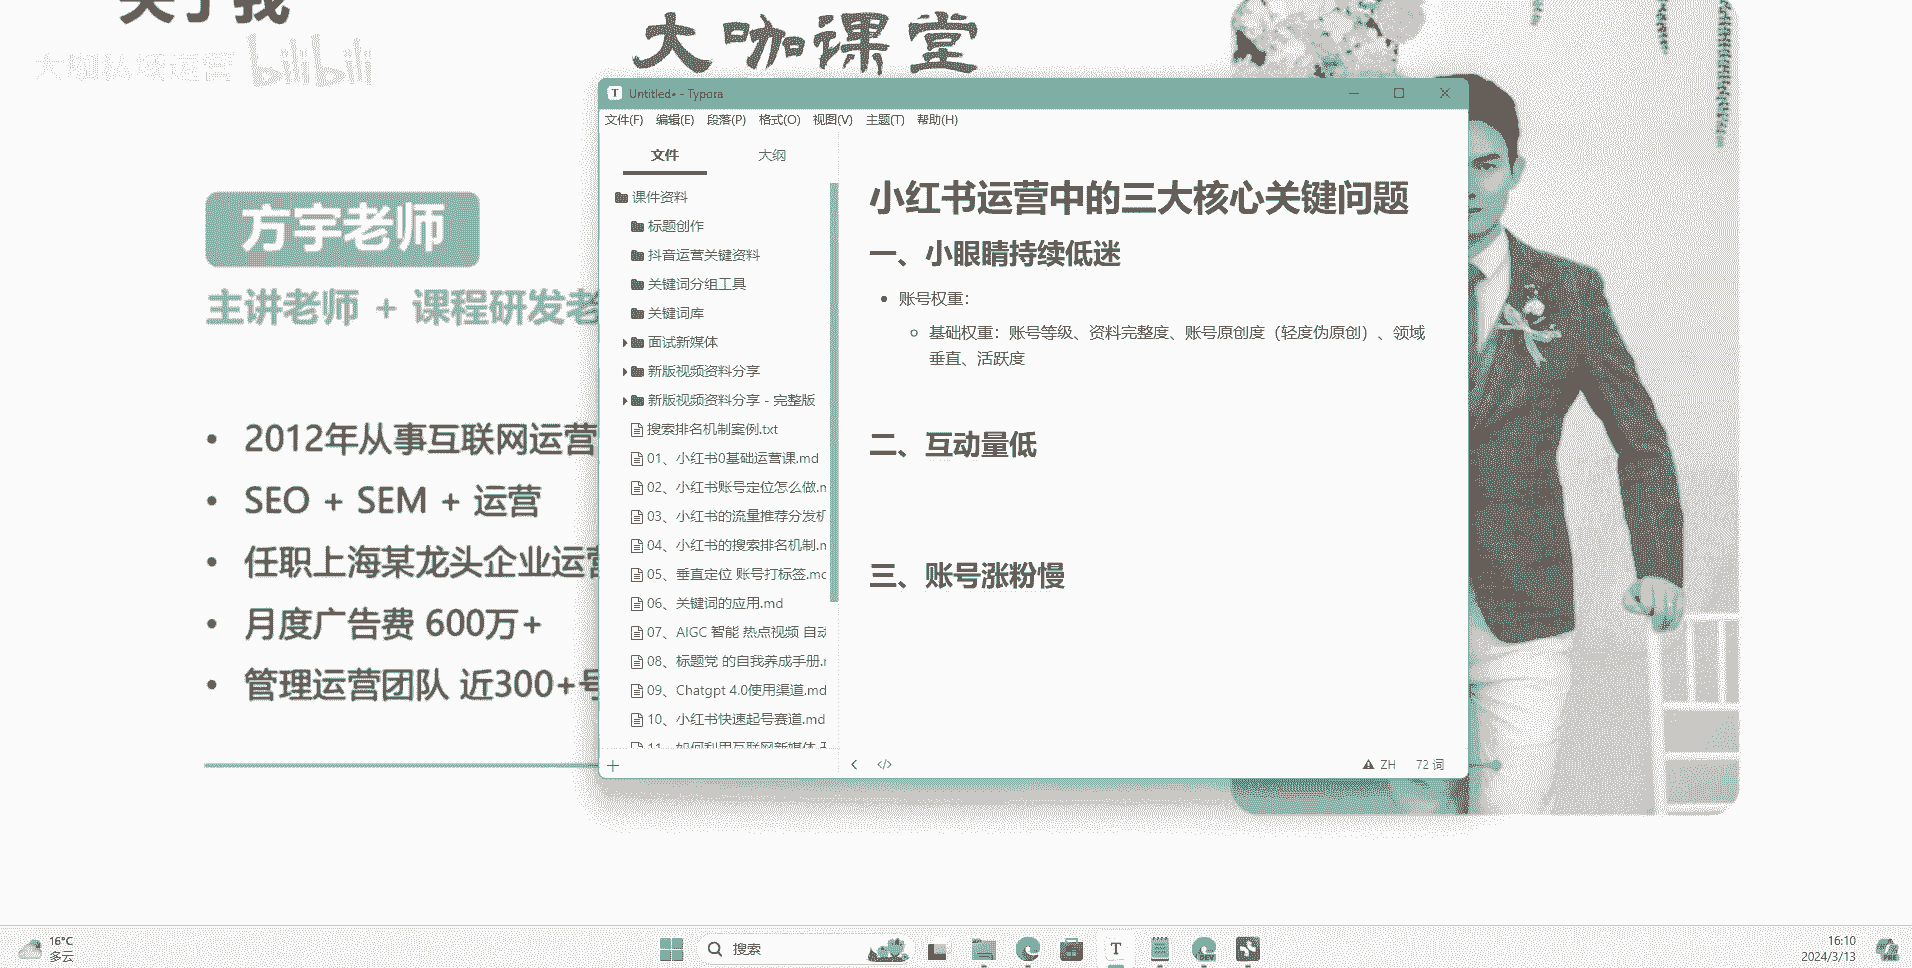 关于我
大咖课堂
大咖私域运营 bilibili
方宇老师
主讲老师 + 课程研发老
2012年从事互联网运营
SEO + SEM + 运营
任职上海某龙头企业运营
月度广告费 600万+
管理运营团队 近300+号
Untitled• - Typora
文件(F) 编辑(E) 段落(P) 格式(O) 视图(V) 主题(T) 帮助(H)
文件 大纲
课件资料
标题创作
抖音运营关键资料
关键词分组工具
关键词库
面试新媒体
新版视频资料分享
新版视频资料分享 - 完整版
搜索排名机制案例.txt
01、小红书0基础运营课.md
02、小红书账号定位怎么做.m
03、小红书的流量推荐分发机
04、小红书的搜索排名机制.m
05、垂直定位 账号打标签.mc
06、关键词的应用.md
07、AIGC 智能 热点视频 自动
08、标题党 的自我养成手册.r
09、Chatgpt 4.0使用渠道.md
10、小红书快速起号赛道.md
11、如何利用互联网新媒体
小红书运营中的三大核心关键问题
一、小眼睛持续低迷
账号权重：
基础权重：账号等级、资料完整度、账号原创度（轻度伪原创）、领域
垂直、活跃度
二、互动量低
三、账号涨粉慢
ZH 72 词
16°C
多云
搜索
16:10
2024/3/13